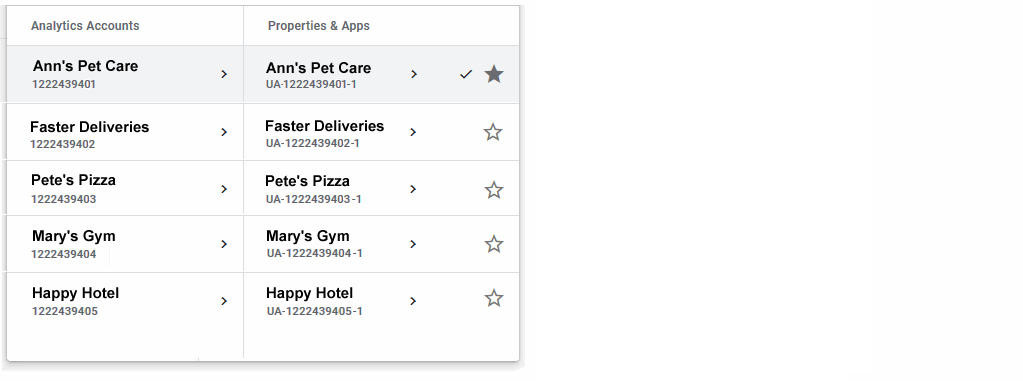 Analytics Accounts
Properties & Apps
Ann's Pet Care
1222439401
Ann's Pet Care
UA-1222439401-1
Faster Deliveries
1222439402
Faster Deliveries
UA-1222439402-1
Pete's Pizza
1222439403
Pete's Pizza
UA-1222439403-1
Mary's Gym
1222439404
Mary's Gym
UA-1222439404-1
Happy Hotel
1222439405
Happy Hotel
UA-1222439405-1